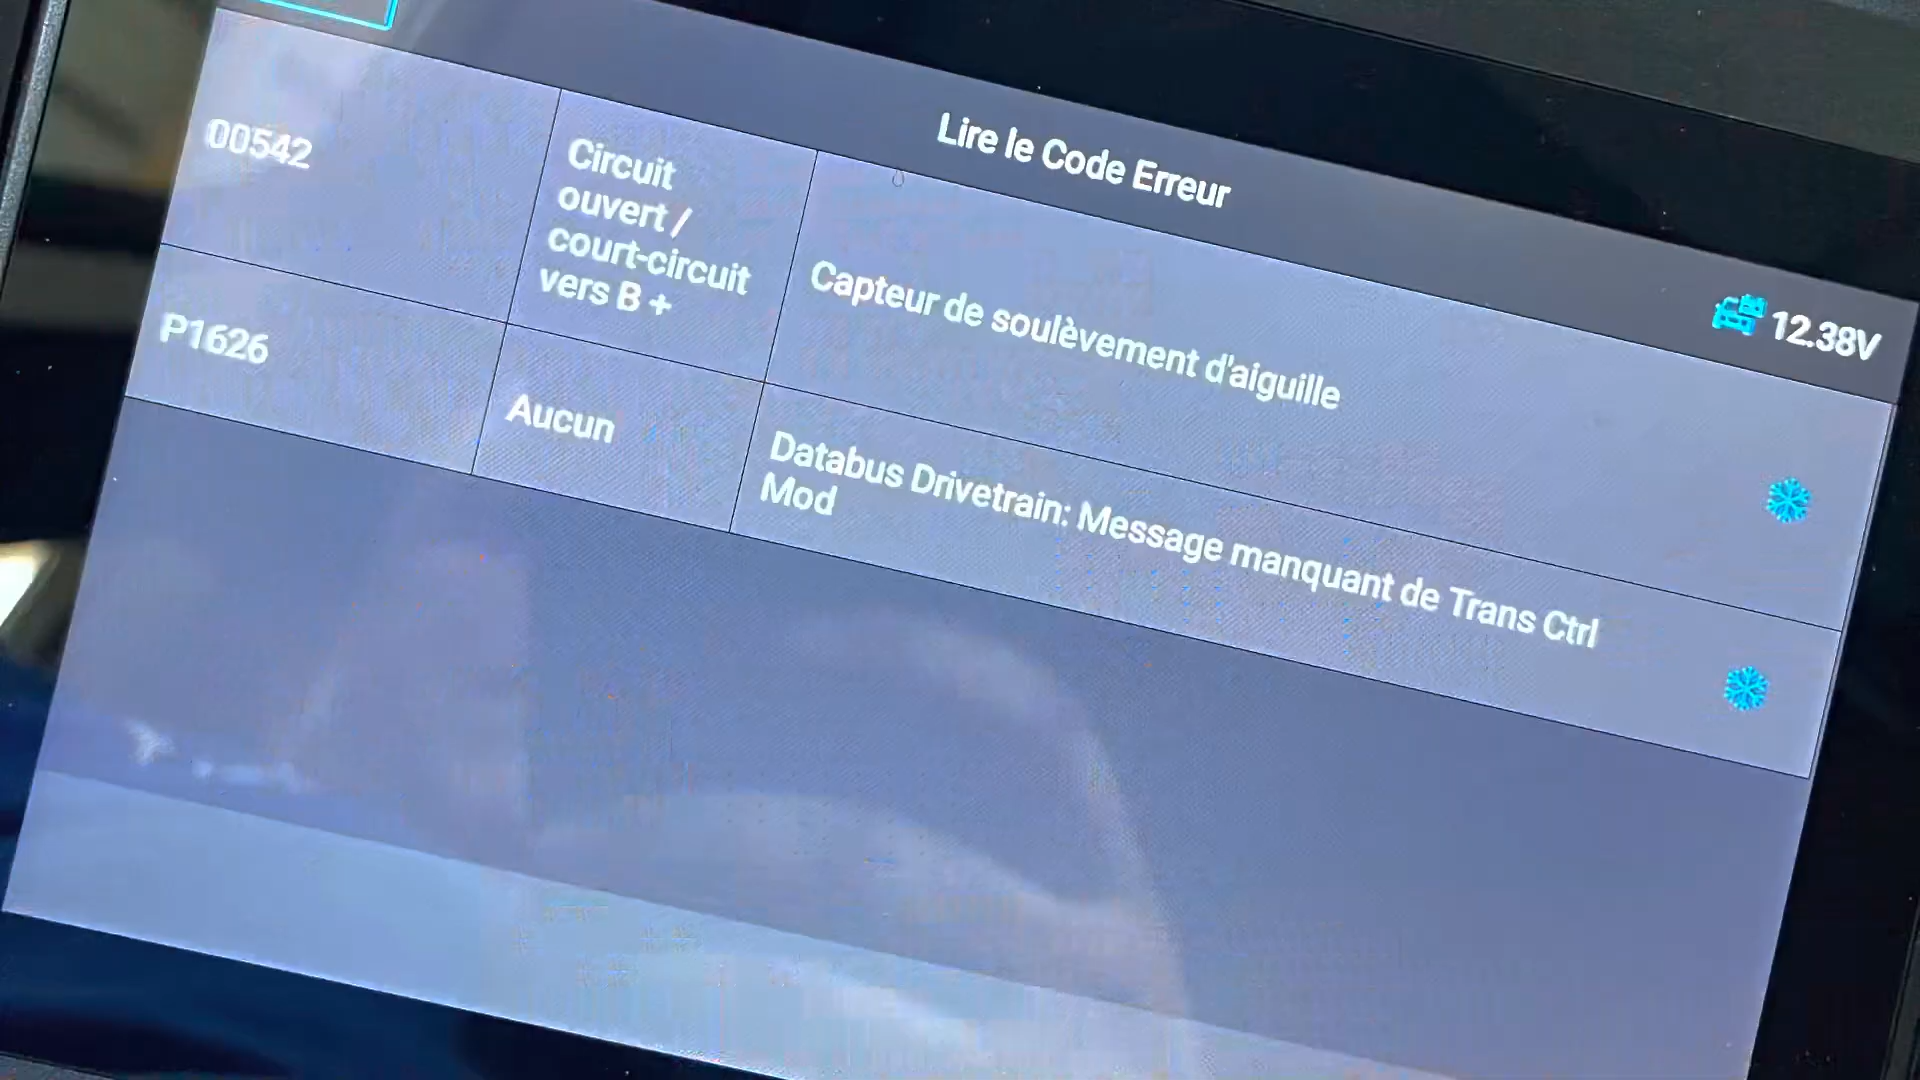 Lire le Code Erreur
12.38V
00542
Circuit
ouvert /
court-circuit
vers B +
Capteur de soulèvement d'aiguille
P1626
Aucun
Databus Drivetrain: Message manquant de Trans Ctrl
Mod